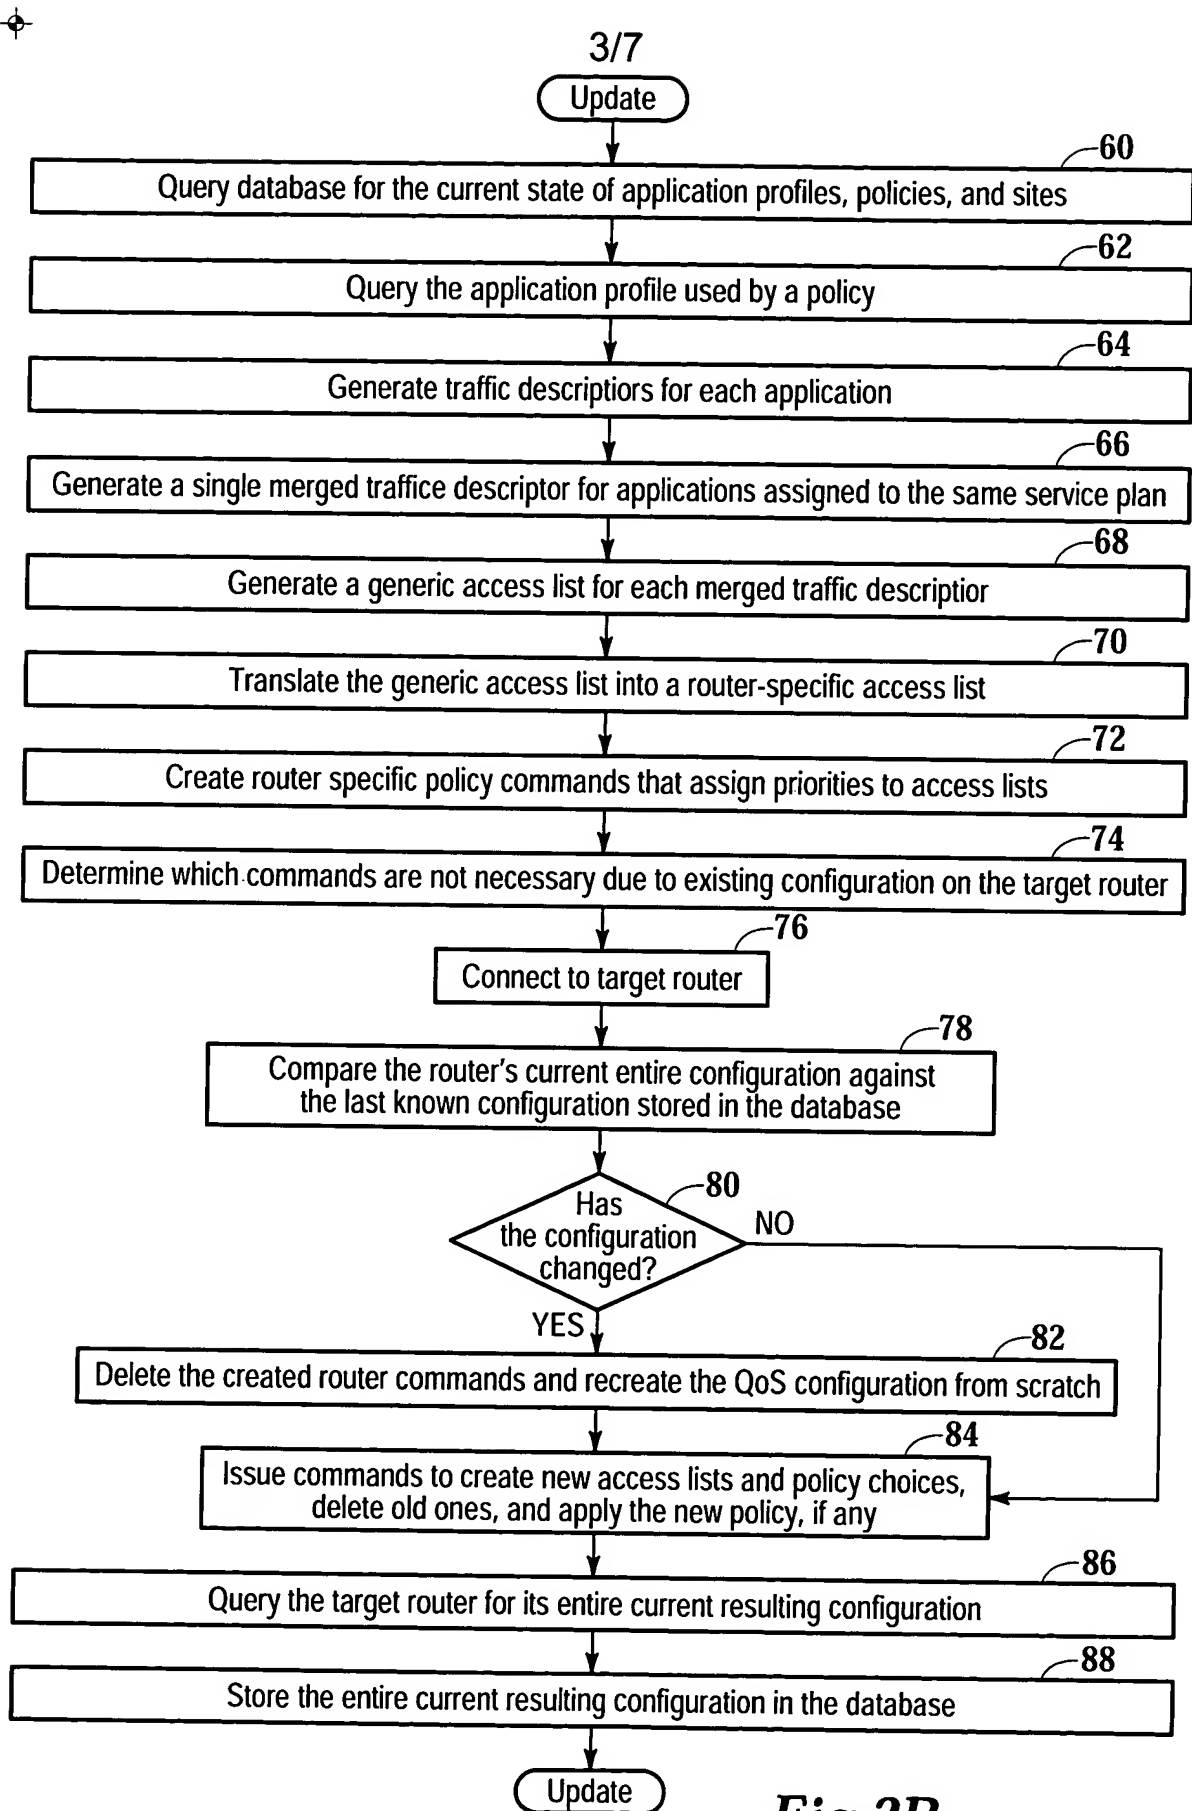 3/7
Update
60
Query database for the current state of application profiles, policies, and sites
62
Query the application profile used by a policy
64
Generate traffic descriptiors for each application
66
Generate a single merged traffice descriptor for applications assigned to the same service plan
68
Generate a generic access list for each merged traffic descriptior
70
Translate the generic access list into a router-specific access list
72
Create router specific policy commands that assign priorities to access lists
74
Determine which commands are not necessary due to existing configuration on the target router
76
Connect to target router
78
Compare the router's current entire configuration against
the last known configuration stored in the database
80
Has
the configuration
changed?
NO
YES
82
Delete the created router commands and recreate the QoS configuration from scratch
84
Issue commands to create new access lists and policy choices,
delete old ones, and apply the new policy, if any
86
Query the target router for its entire current resulting configuration
88
Store the entire current resulting configuration in the database
Update